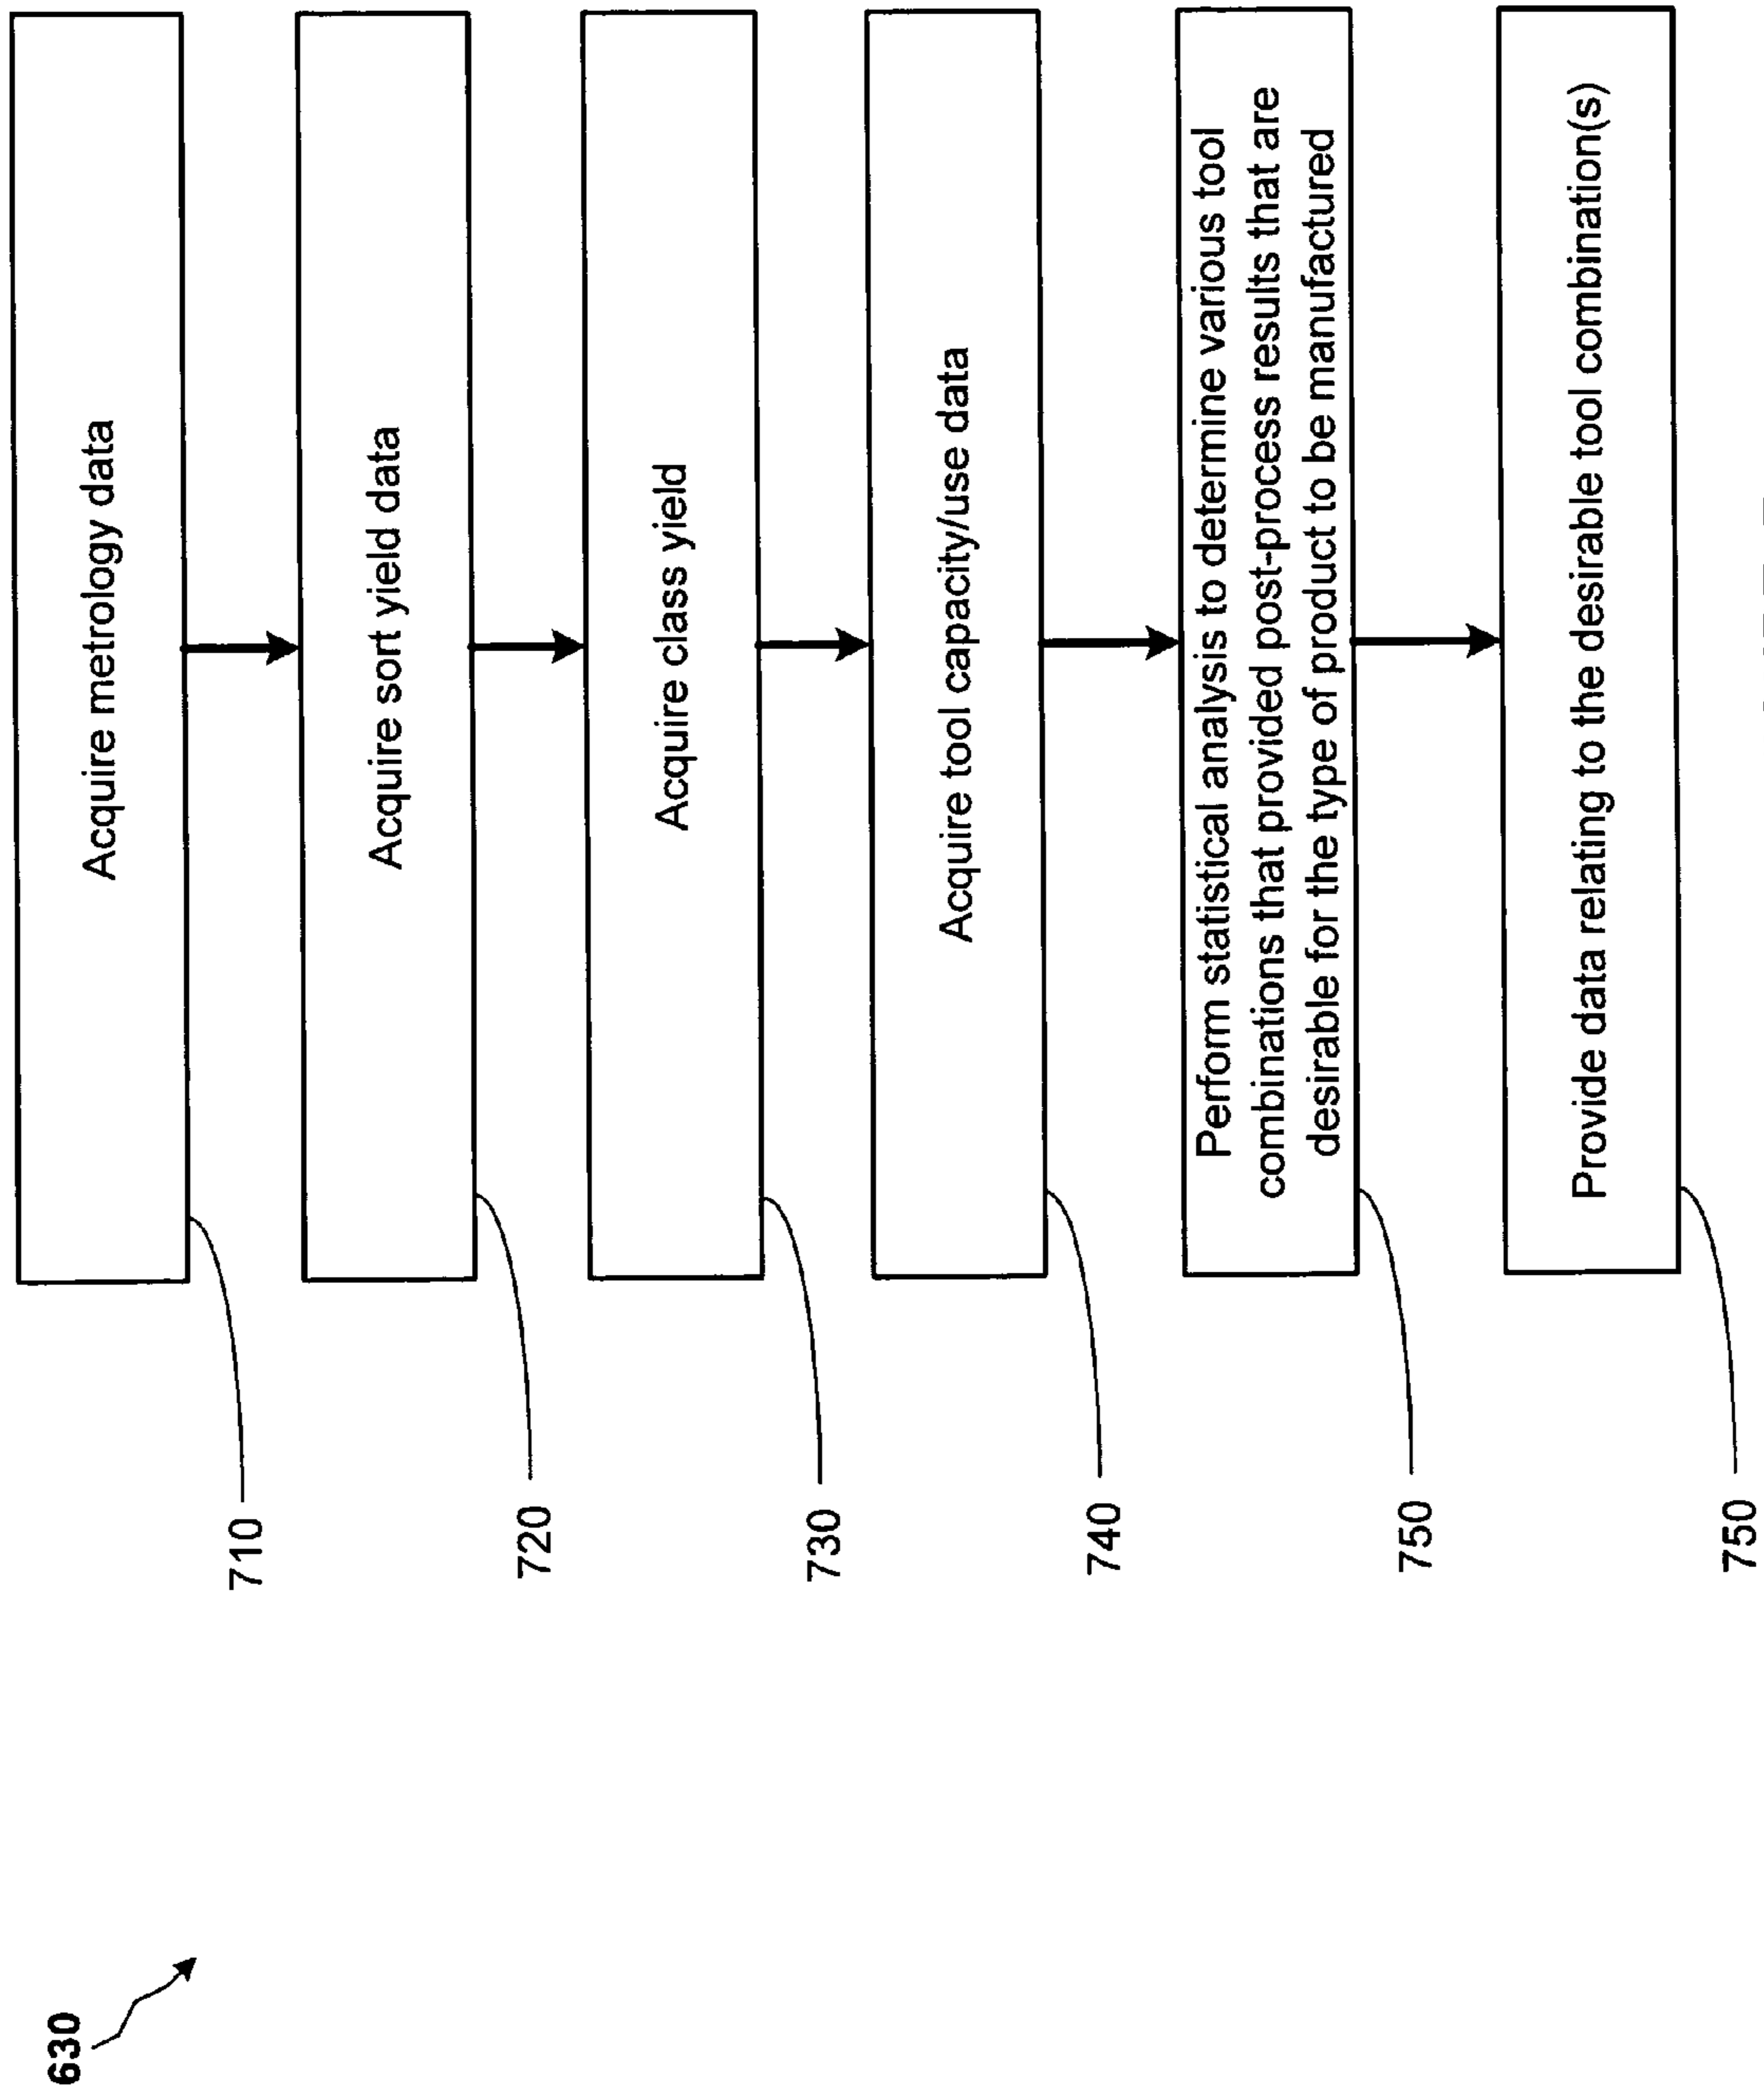 630
710
Acquire metrology data
720
Acquire sort yield data
730
Acquire class yield
740
Acquire tool capacity/use data
750
Perform statistical analysis to determine various tool
combinations that provided post-process results that are
desirable for the type of product to be manufactured
750
Provide data relating to the desirable tool combination(s)